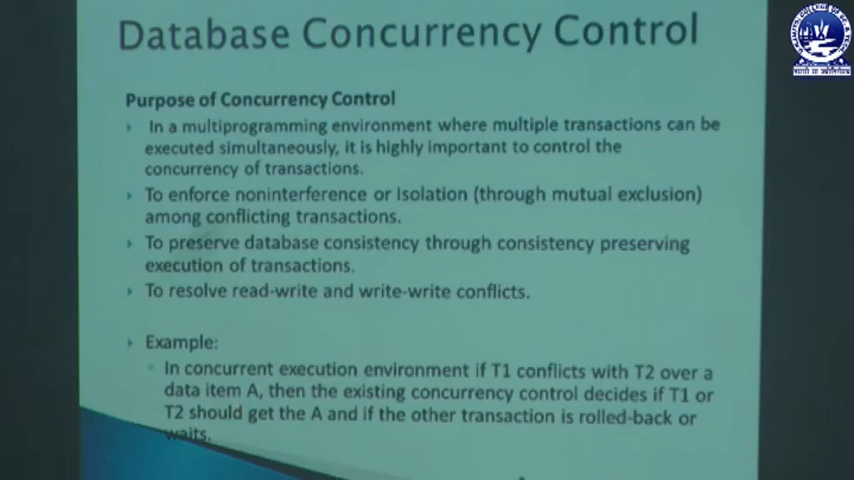 Database Concurrency Control
Purpose of Concurrency Control
In a multiprogramming environment where multiple transactions can be
executed simultaneously, it is highly important to control the
concurrency of transactions.
To enforce noninterference or Isolation (through mutual exclusion)
among conflicting transactions.
To preserve database consistency through consistency preserving
execution of transactions.
To resolve read-write and write-write conflicts.
Example:
In concurrent execution environment if T1 conflicts with T2 over a
data item A, then the existing concurrency control decides if T1 or
T2 should get the A and if the other transaction is rolled-back or
waits.